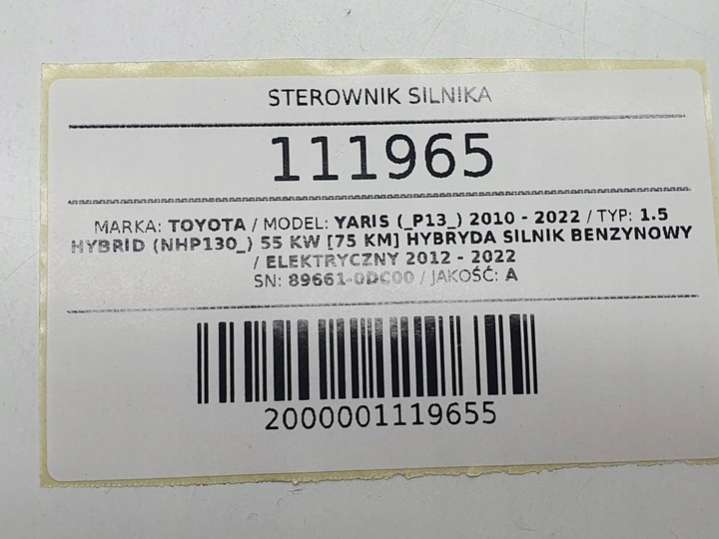 STEROWNIK SILNIKA
111965
MARKA: TOYOTA / MODEL: YARIS (_P13_) 2010 - 2022 / TYP: 1.5
HYBRID (NHP130_) 55 KW [75 KM] HYBRYDA SILNIK BENZYNOWY
/ ELEKTRYCZNY 2012 - 2022
SN: 89661-0DC00 / JAKOŚĆ: A
2000001119655